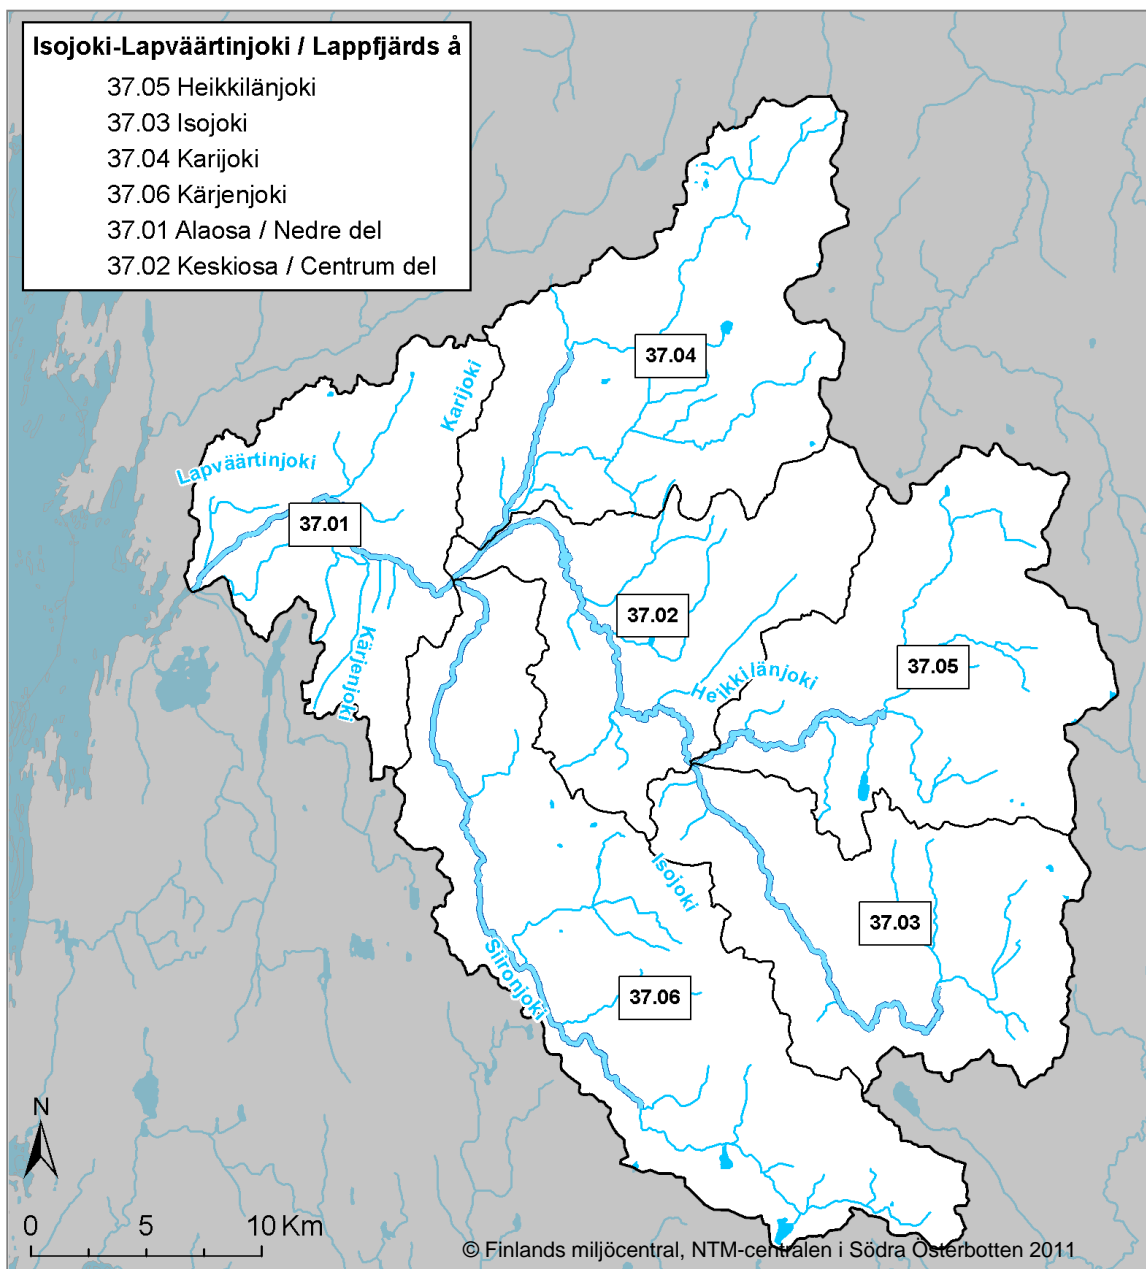 Isojoki-Lapväärtinjoki / Lappfjärds å
37.05 Heikkilänjoki
37.03 Isojoki
37.04 Karijoki
37.06 Kärjenjoki
37.01 Alaosa / Nedre del
37.02 Keskiosa / Centrum del
37.04
Karijoki
Lapväärtinjoki
37.01
37.02
Kärjenjoki
Heikkilänjoki
37.05
Isojoki
37.03
Siironjoki
37.06
N
0 5 10 Km
© Finlands miljöcentral, NTM-centralen i Södra Österbotten 2011